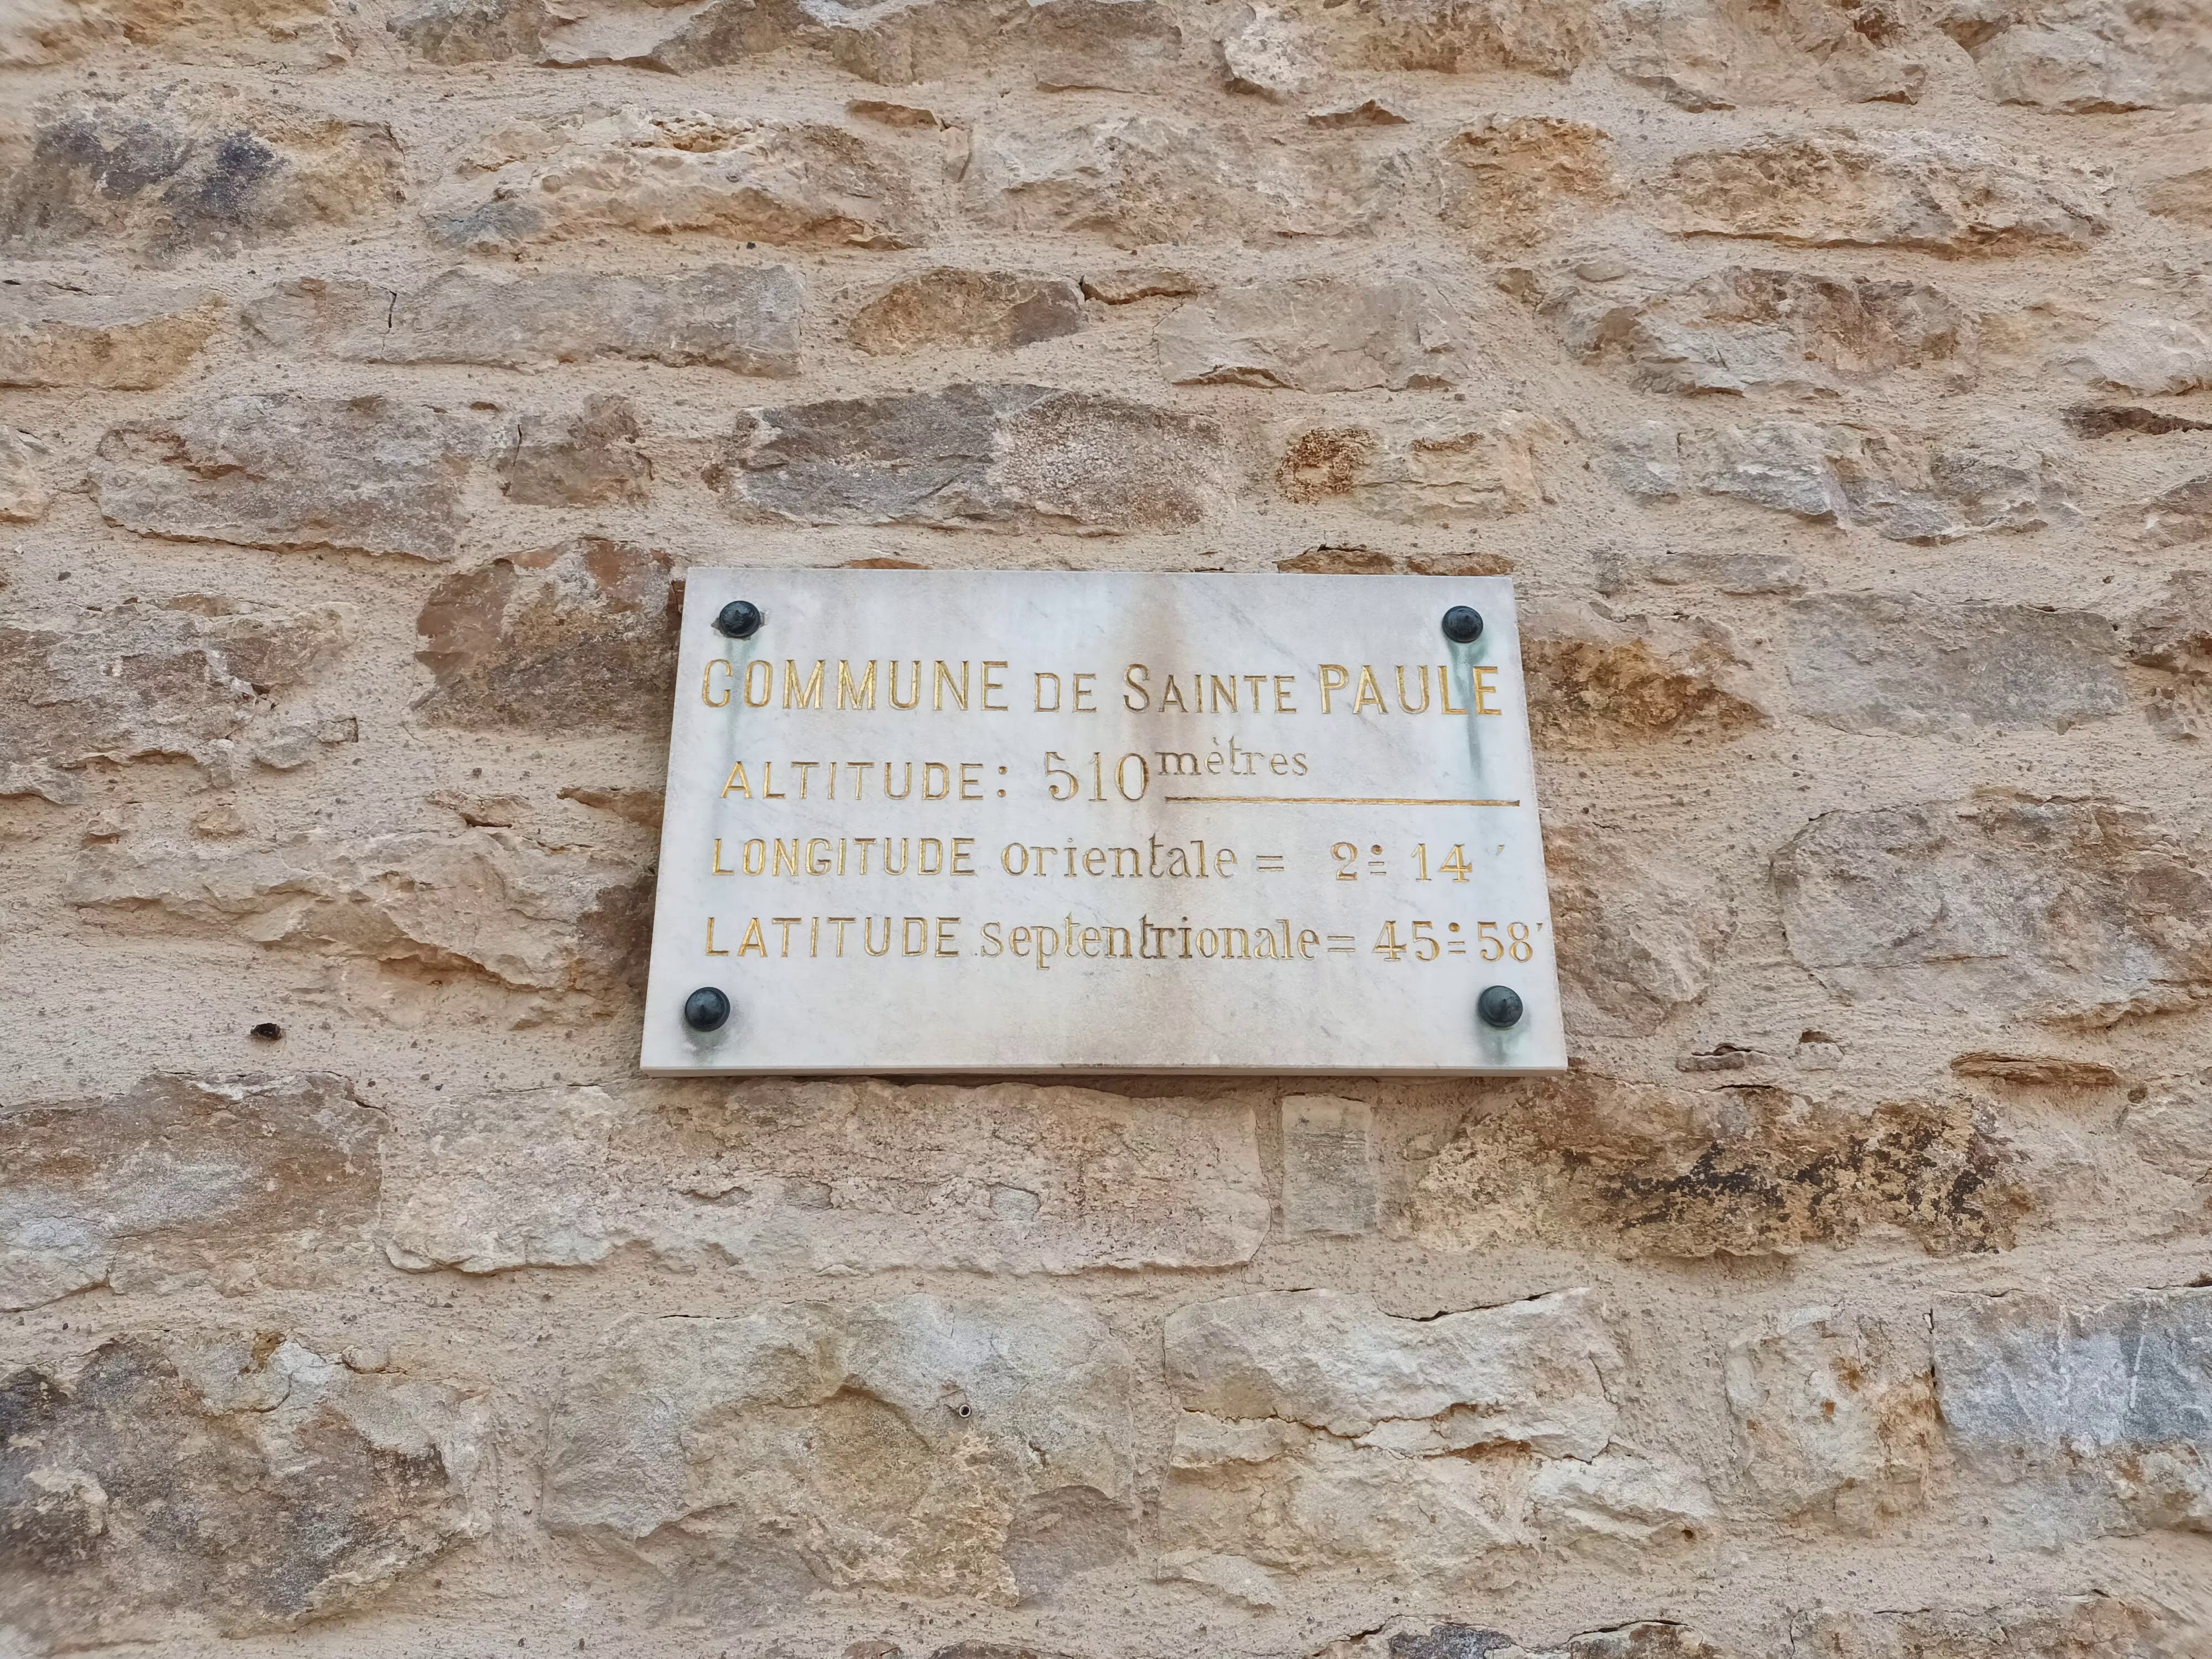 COMMUNE DE SAINTE PAULE
ALTITUDE: 510 mètres
LONGITUDE orientale = 2° 14'
LATITUDE septentrionale = 45° 58'